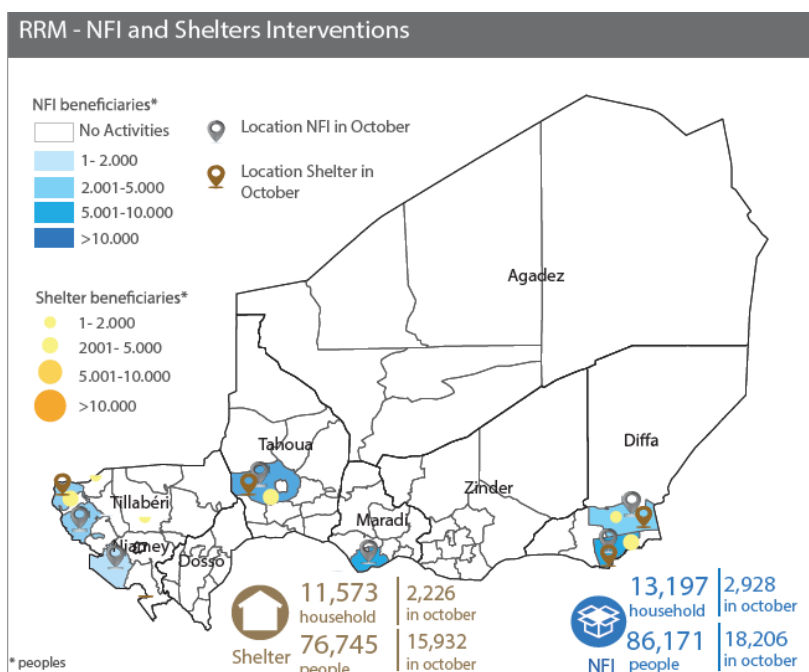 RRM - NFI and Shelters Interventions
NFI beneficiaries*
No Activities
1- 2.000
2.001-5.000
5.001-10.000
>10.000
Location NFI in October
Location Shelter in
October
Shelter beneficiaries*
1- 2.000
2001- 5.000
5.001-10.000
>10.000
Agadez
Tahoua
Diffa
Tillabéri
Zinder
Maradi
Niamey
Dosso
Shelter
11,573
household
2,226
in october
76,745
people
15,932
in october
NFI
13,197
household
2,928
in october
86,171
people
18,206
in october
* peoples